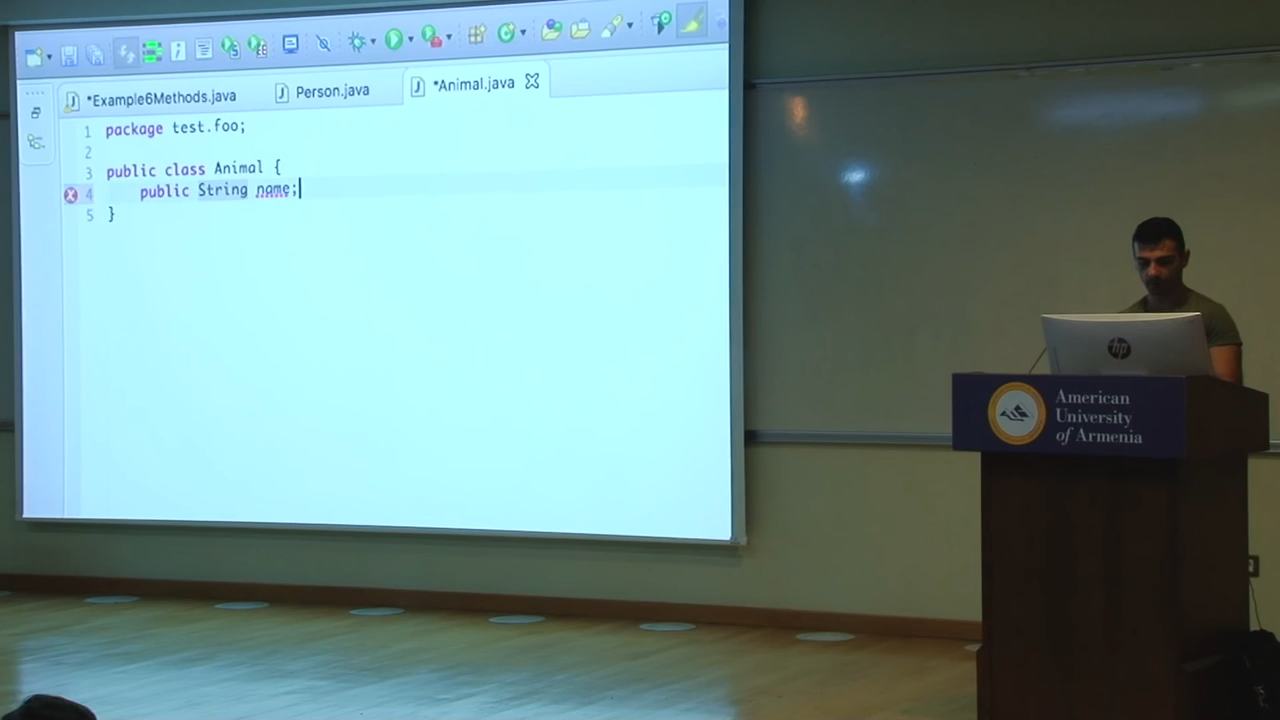 *Example6Methods.java
Person.java
*Animal.java
1 package test.foo;
2
3 public class Animal {
4 public String name;
5 }
hp
American
University
of Armenia